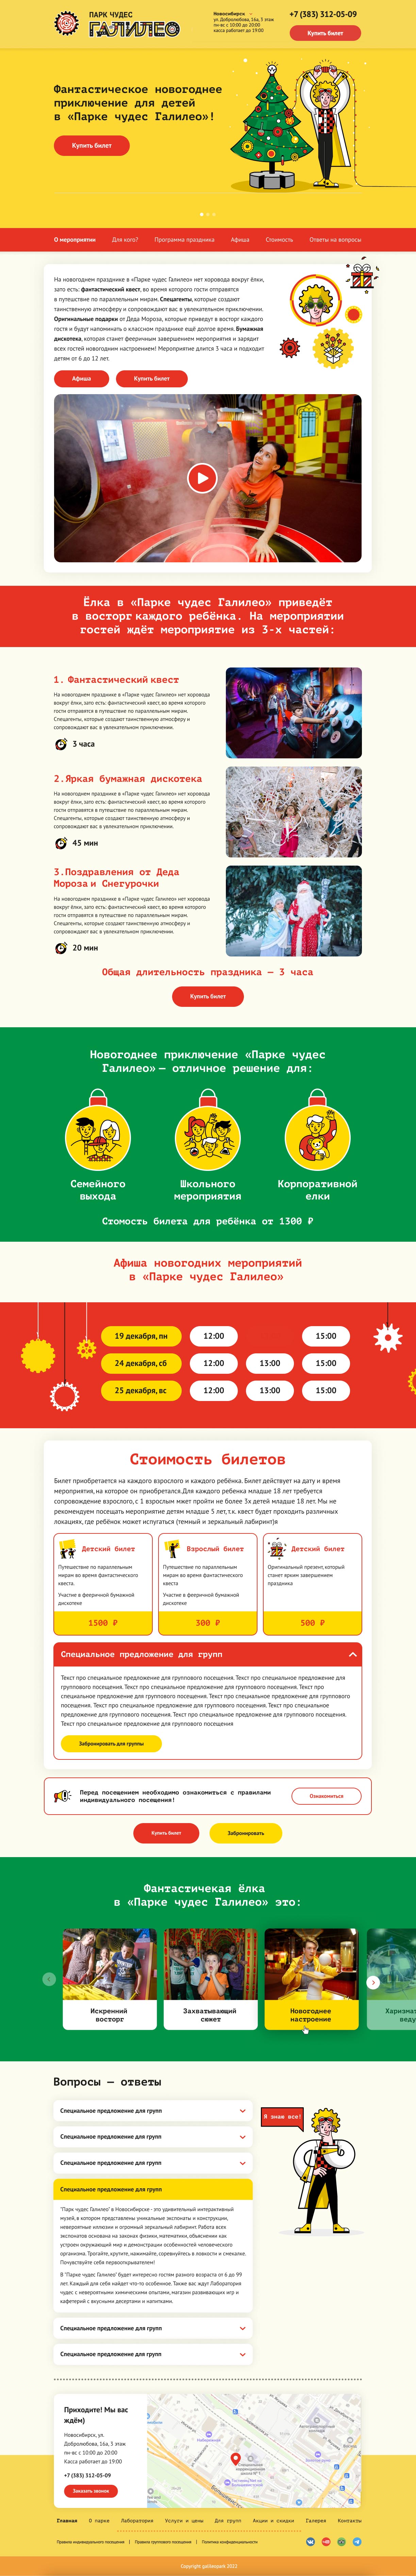 ПАРК ЧУДЕС
ГАЛИЛЕО
Новосибирск
ул. Добролюбова, 16а, 3 этаж
пн-вс с 10:00 до 20:00
касса работает до 19:00
+7 (383) 312-05-09
Купить билет
Фантастическое новогоднее
приключение для детей
в «Парке чудес Галилео»!
Купить билет
О мероприятии
Для кого?
Программа праздника
Афиша
Стоимость
Ответы на вопросы
На новогоднем празднике в «Парке чудес Галилео» нет хоровода вокруг ёлки,
зато есть: фантастический квест, во время которого гости отправятся
в путешествие по параллельным мирам. Спецагенты, которые создают
таинственную атмосферу и сопровождают вас в увлекательном приключении.
Оригинальные подарки от Деда Мороза, которые приведут в восторг каждого
гостя и будут напоминать о классном празднике ещё долгое время. Бумажная
дискотека, которая станет фееричным завершением мероприятия и зарядит
всех гостей новогодним настроением! Мероприятие длится 3 часа и подходит
детям от 6 до 12 лет.
Афиша
Купить билет
Ёлка в «Парке чудес Галилео» приведёт
в восторг каждого ребёнка. На мероприятии
гостей ждёт мероприятие из 3-х частей:
1. Фантастический квест
На новогоднем празднике в «Парке чудес Галилео» нет хоровода
вокруг ёлки, зато есть: фантастический квест, во время которого
гости отправятся в путешествие по параллельным мирам.
Спецагенты, которые создают таинственную атмосферу и
сопровождают вас в увлекательном приключении.
3 часа
2.Яркая бумажная дискотека
На новогоднем празднике в «Парке чудес Галилео» нет хоровода
вокруг ёлки, зато есть: фантастический квест, во время которого
гости отправятся в путешествие по параллельным мирам.
Спецагенты, которые создают таинственную атмосферу и
сопровождают вас в увлекательном приключении.
45 мин
3.Поздравления от Деда
Мороза и Снегурочки
На новогоднем празднике в «Парке чудес Галилео» нет хоровода
вокруг ёлки, зато есть: фантастический квест, во время которого
гости отправятся в путешествие по параллельным мирам.
Спецагенты, которые создают таинственную атмосферу и
сопровождают вас в увлекательном приключении.
20 мин
Общая длительность праздника — 3 часа
Купить билет
Новогоднее приключение «Парке чудес
Галилео» — отличное решение для:
Семейного
выхода
Школьного
мероприятия
Корпоративной
елки
Стомость билета для ребёнка от 1300 ₽
Афиша новогодних мероприятий
в «Парке чудес Галилео»
19 декабря, пн
12:00
15:00
24 декабря, сб
12:00
13:00
15:00
25 декабря, вс
12:00
13:00
15:00
Стоимость билетов
Билет приобретается на каждого взрослого и каждого ребёнка. Билет действует на дату и время
мероприятия, на которое он приобретался.Для каждого ребенка младше 18 лет требуется
сопровождение взрослого, с 1 взрослым может пройти не более 3х детей младше 18 лет. Мы не
рекомендуем посещать мероприятие детям младше 5 лет, т.к. квест будет проходить различных
локациях, где ребёнок может испугаться (темный и зеркальный лабиринт)я
Детский билет
Путешествие по параллельным
мирам во время фантастического
квеста.
Участие в фееричной бумажной
дискотеке
1500 ₽
Взрослый билет
Путешествие по параллельным
мирам во время фантастического
квеста
Участие в фееричной бумажной
дискотеке
300 ₽
Детский билет
Оригинальный презент, который
станет ярким завершением
праздника
500 ₽
Специальное предложение для групп
Текст про специальное предложение для группового посещения. Текст про специальное предложение для
группового посещения. Текст про специальное предложение для группового посещения. Текст про
специальное предложение для группового посещения. Текст про специальное предложение для группового
посещения. Текст про специальное предложение для группового посещения. Текст про специальное
предложение для группового посещения. Текст про специальное предложение для группового посещения.
Текст про специальное предложение для группового посещения
Забронировать для группы
Перед посещением необходимо ознакомиться с правилами
индивидуального посещения!
Ознакомиться
Купить билет
Забронировать
Фантастичекая ёлка
в «Парке чудес Галилео» это:
Искренний
восторг
Захватывающий
сюжет
Новогоднее
настроение
Вопросы — ответы
Специальное предложение для групп
Специальное предложение для групп
Специальное предложение для групп
Специальное предложение для групп
"Парк чудес Галилео" в Новосибирске - это удивительный интерактивный
музей, в котором представлены уникальные экспонаты и конструкции,
невероятные иллюзии и огромный зеркальный лабиринт. Работа всех
экспонатов основана на законах физики, математики, объяснении как
устроен окружающий мир и демонстрации особенностей человеческого
организма. Трогайте, крутите, нажимайте, соревнуйтесь в ловкости и смекалке.
Почувствуйте себя первооткрывателем!
В "Парке чудес Галилео" будет интересно гостям разного возраста от 6 до 99
лет. Каждый для себя найдет что-то особенное. Также вас ждут Лаборатория
чудес с невероятными химическими опытами, магазин развивающих игр и
кафетерий с вкусными десертами и напитками.
Специальное предложение для групп
Специальное предложение для групп
Я знаю все!
Приходите! Мы вас
ждём)
Новосибирск, ул.
Добролюбова, 16а, 3 этаж
пн-вс с 10:00 до 20:00
Касса работает до 19:00
+7 (383) 312-05-09
Заказать звонок
Главная
О парке
Лаборатория
Услуги и цены
Для групп
Акции и скидки
Галерея
Контакты
Правила индивидуального посещения
Правила группового посещения
Политика конфиденциальности
Copyright galileopark 2022